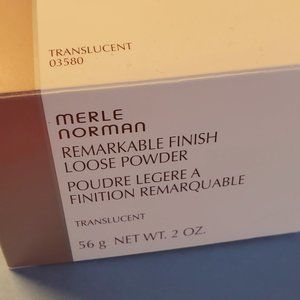 TRANSLUCENT
03580
MERLE
NORMAN
REMARKABLE FINISH
LOOSE POWDER
POUDRE LEGERE A
FINITION REMARQUABLE
TRANSLUCENT
56 g NET WT. 2 OZ.